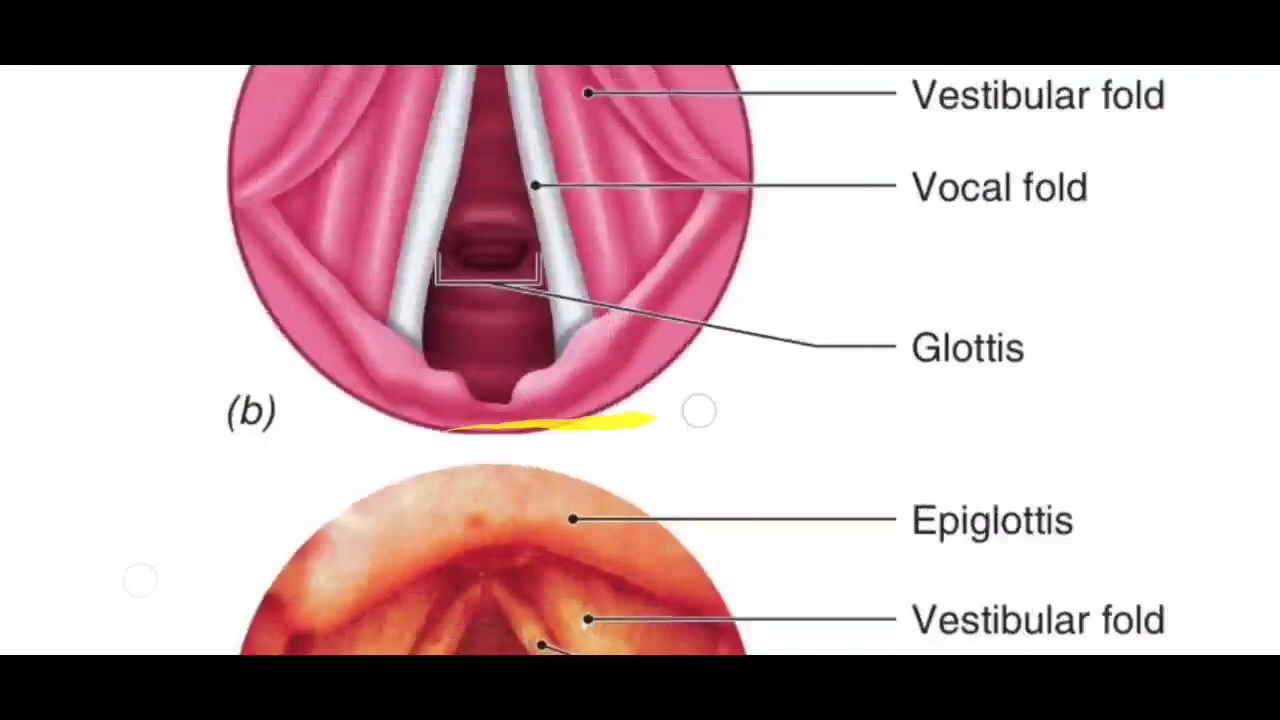 Vestibular fold
Vocal fold
Glottis
(b)
Epiglottis
Vestibular fold